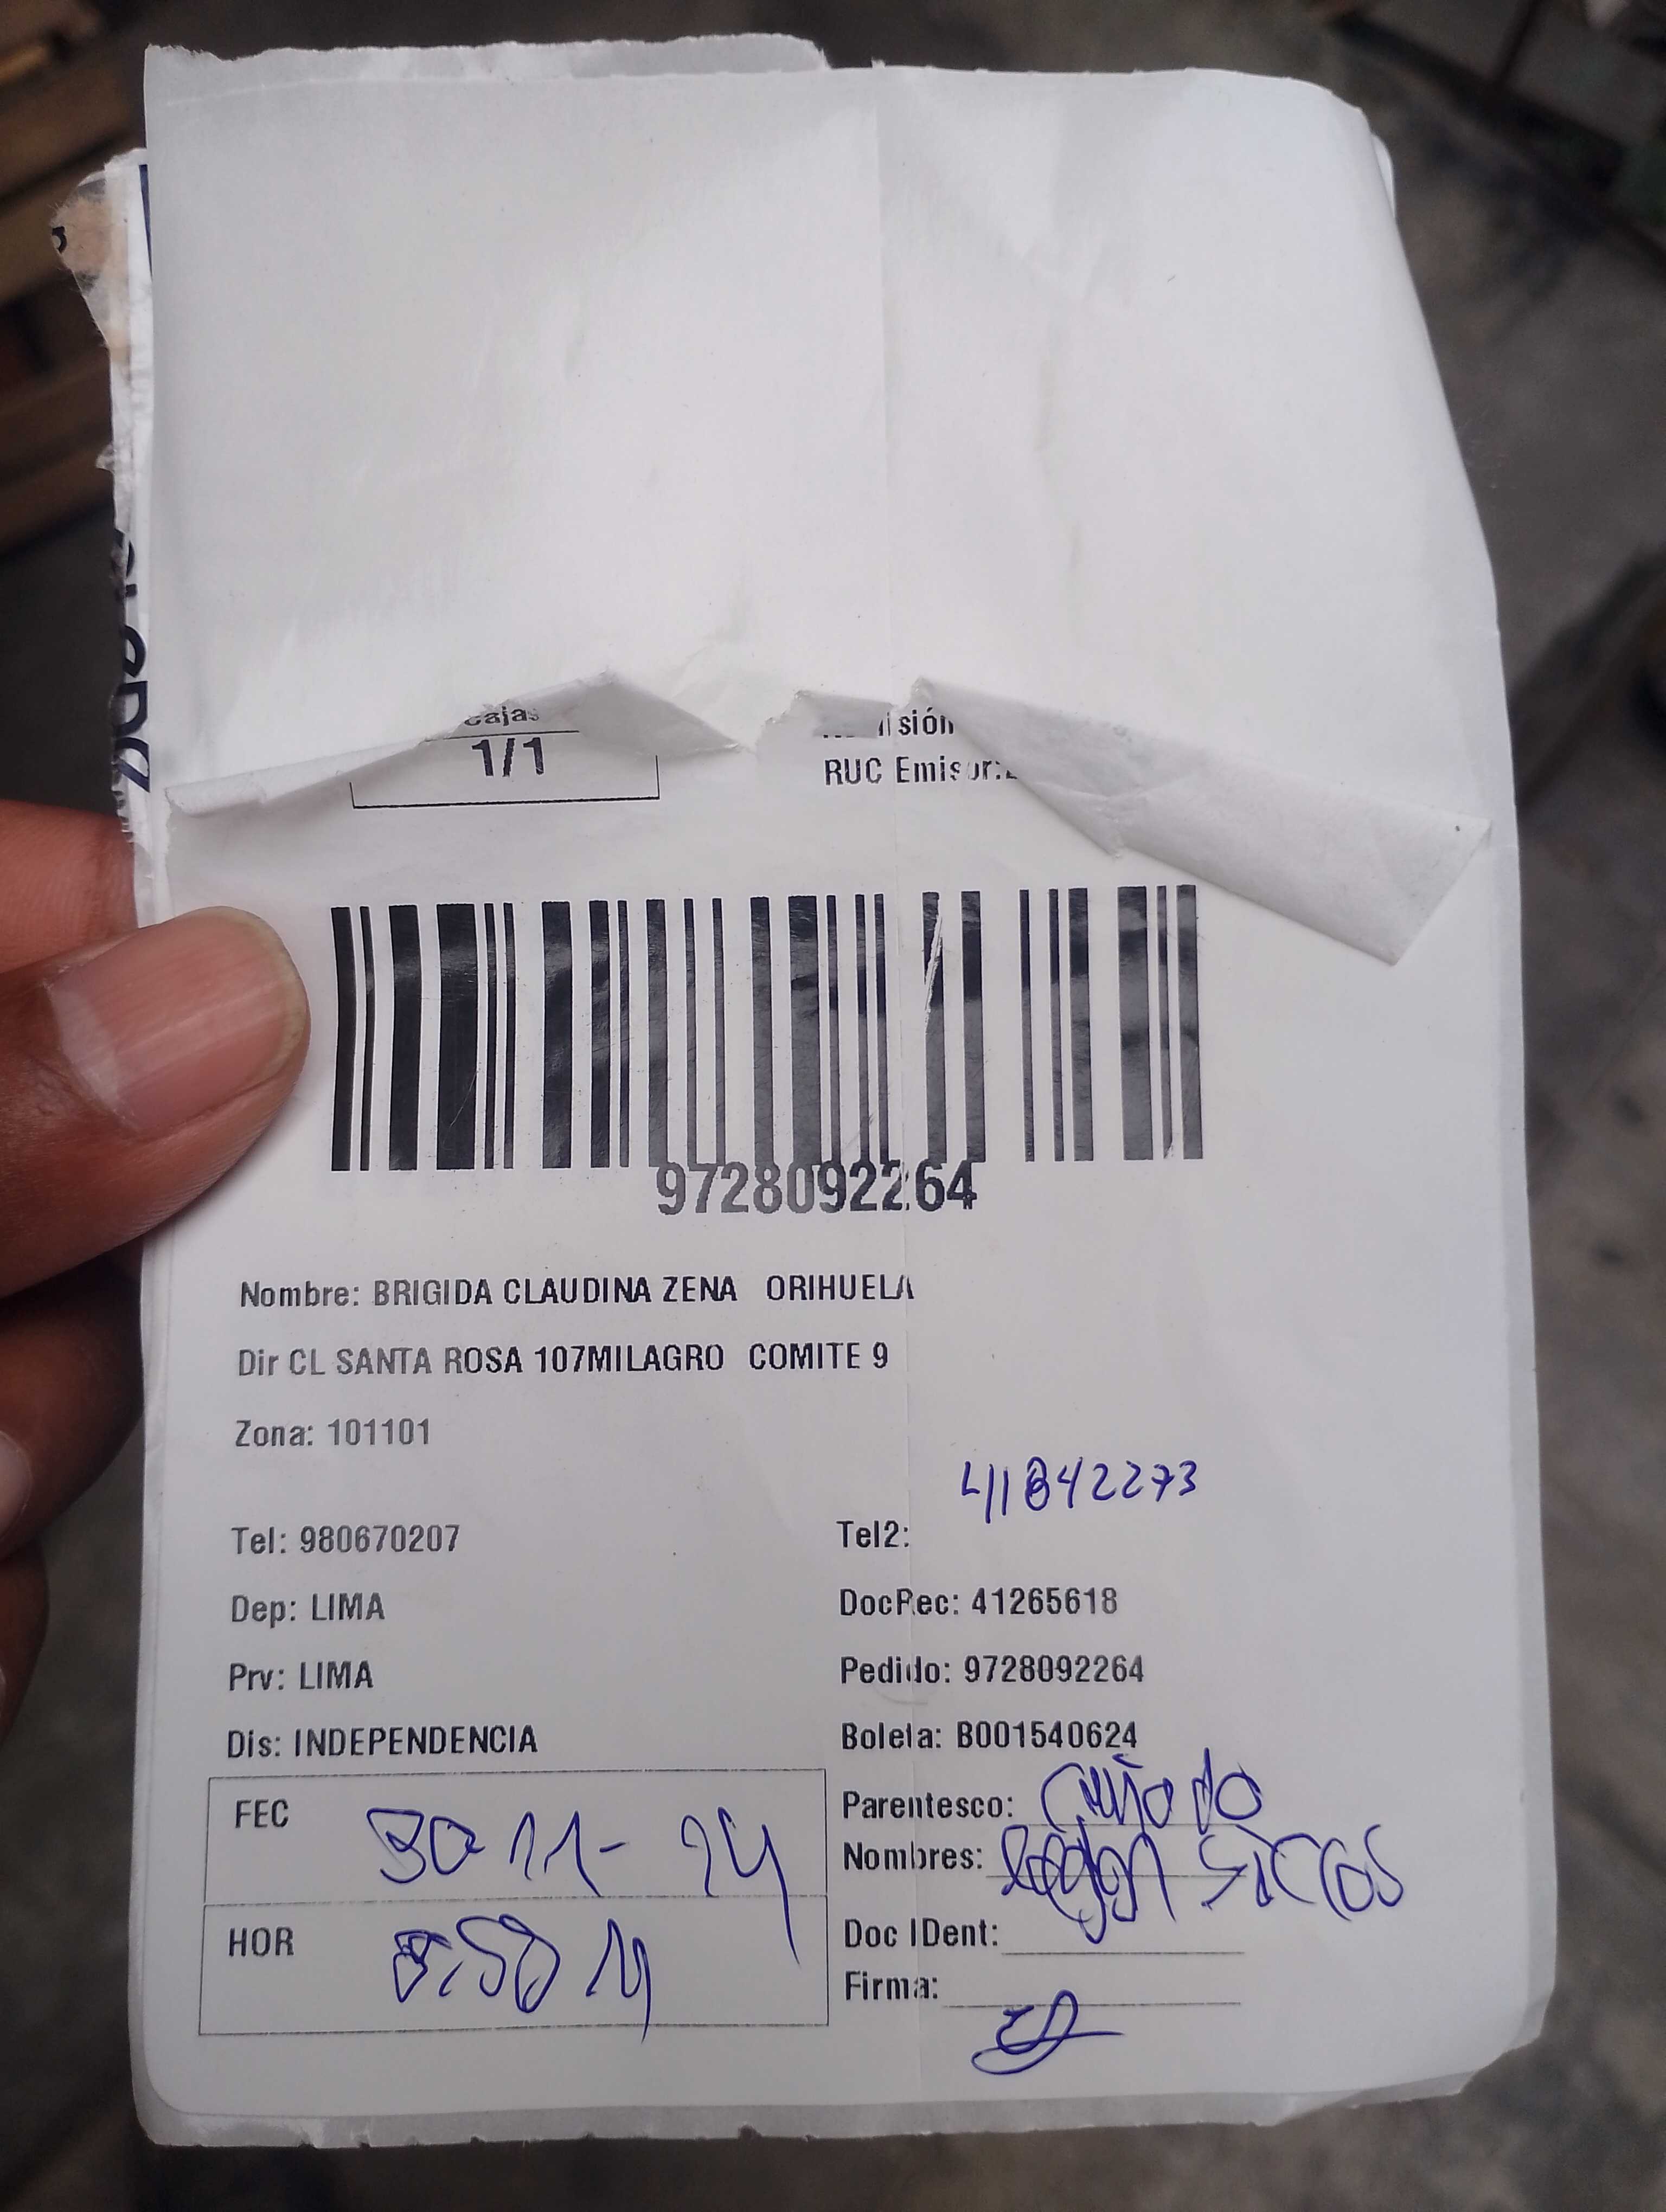 cajas
1/1
RUC Emisor:
9728092264
Nombre: BRIGIDA CLAUDINA ZENA ORIHUELA
Dir CL SANTA ROSA 107MILAGRO COMITE 9
Zona: 101101
41842273
Tel: 980670207 Tel2:
Dep: LIMA DocRec: 41265618
Prv: LIMA Pedido: 9728092264
Dis: INDEPENDENCIA Boleta: B001540624
FEC 30-11-24 Parentesco: Cuñado
Nombres:
HOR Doc IDent:
Firma: